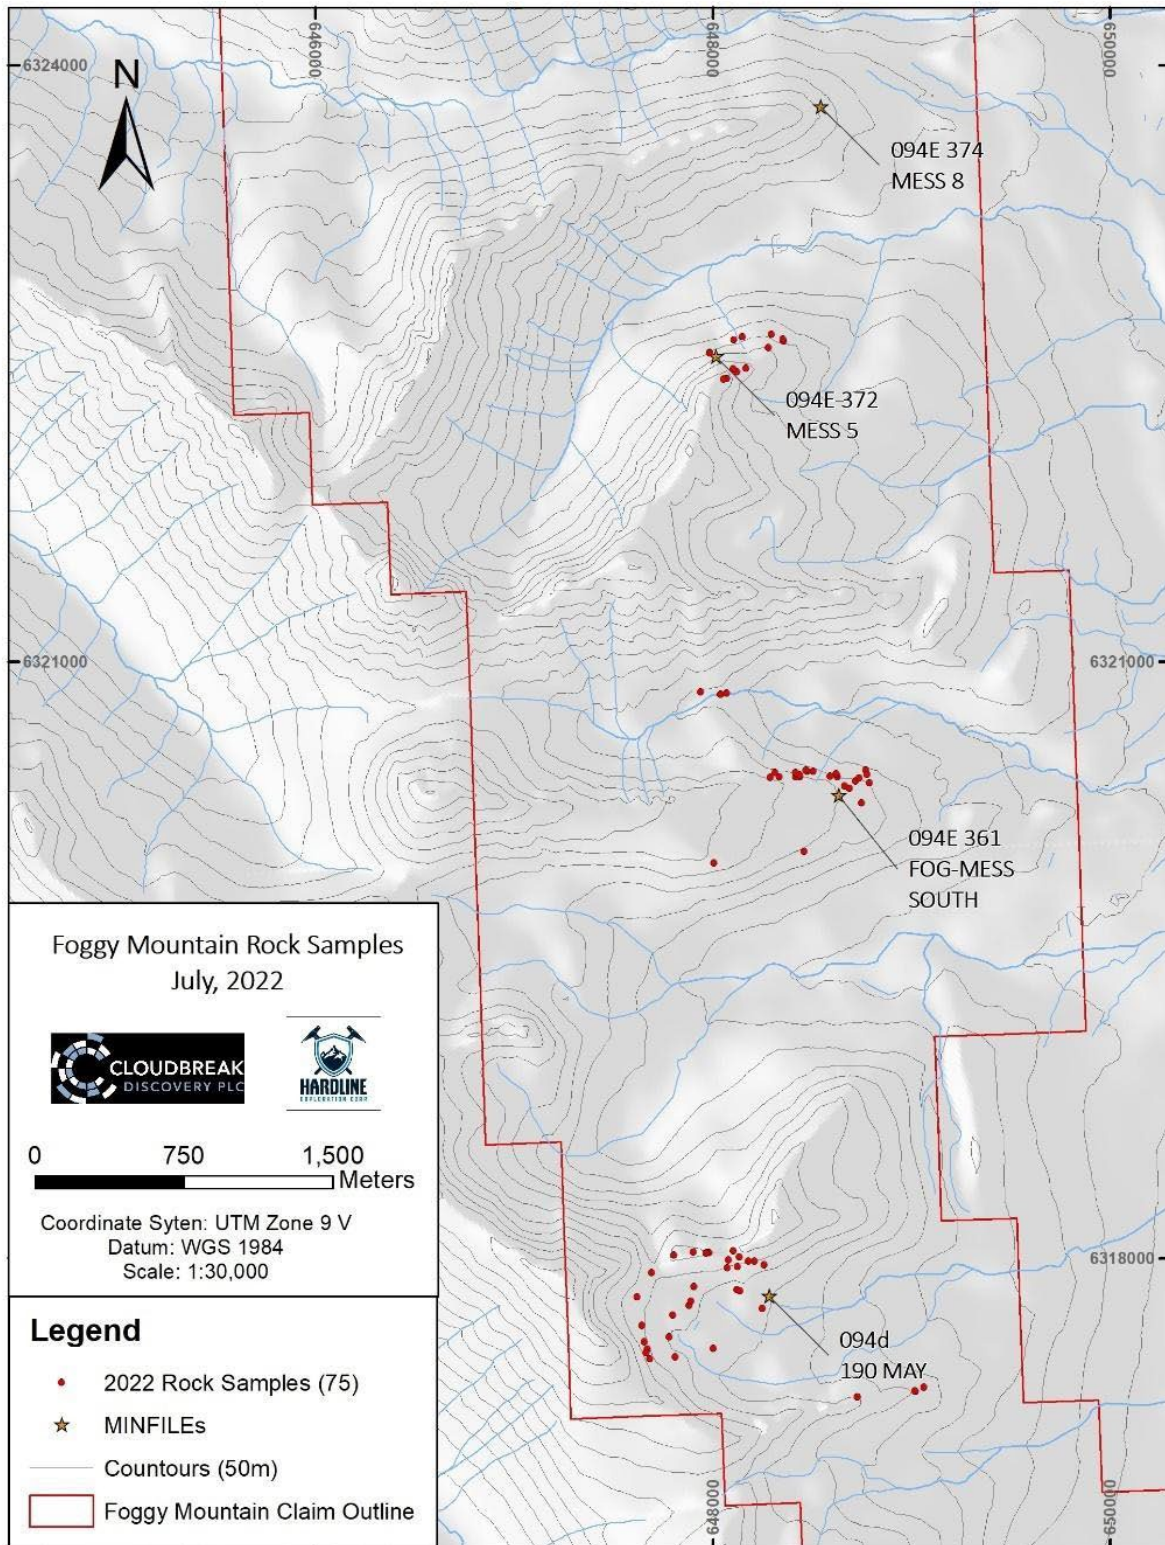 646000
648000
650000
6324000
N
094E 374
MESS 8
094E 372
MESS 5
6321000
6321000
094E 361
FOG-MESS
SOUTH
Foggy Mountain Rock Samples
July, 2022
CLOUDBREAK
DISCOVERY PLC
HARDLINE
EXPLORATION CORP
0 750 1,500
Meters
Coordinate Syten: UTM Zone 9 V
Datum: WGS 1984
Scale: 1:30,000
6318000
094d
190 MAY
Legend
2022 Rock Samples (75)
MINFILEs
Countours (50m)
Foggy Mountain Claim Outline
648000
650000